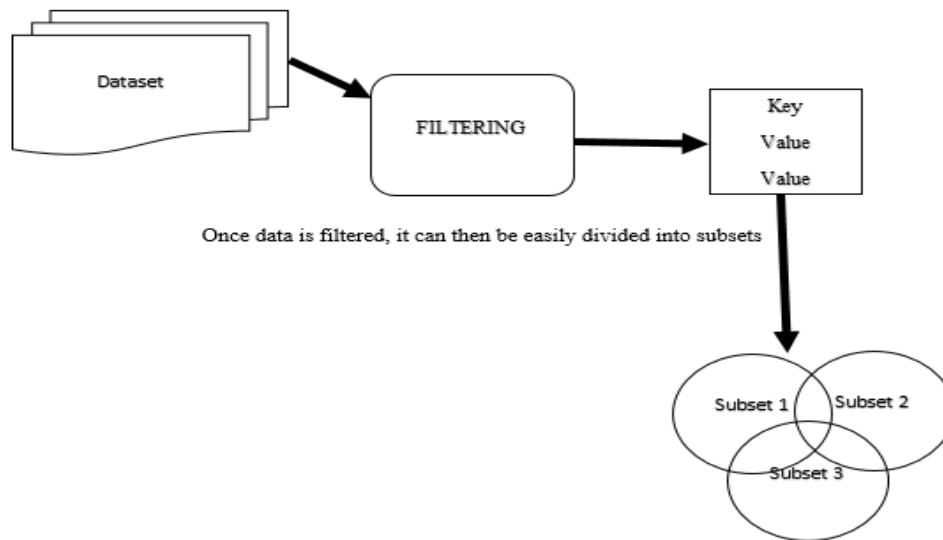 Dataset
FILTERING
Key
Value
Value
Once data is filtered, it can then be easily divided into subsets
Subset 1
Subset 2
Subset 3